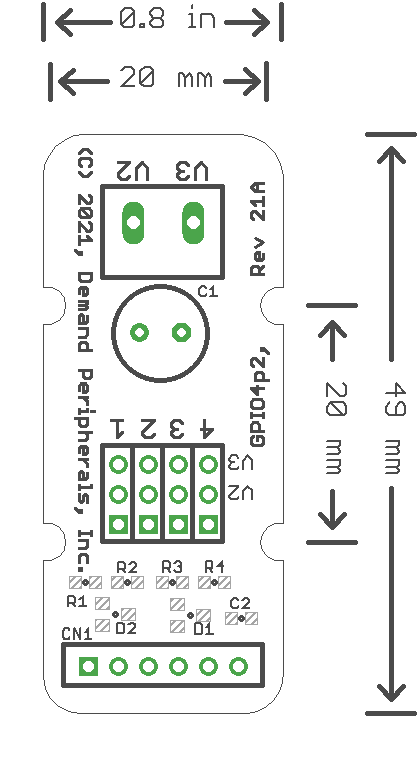 0.8 in
20 mm
V2 V3
(C) 2021, Demand Peripherals, Inc.
GPIO4p2, Rev 21A
C1
20 mm
49 mm
1 2 3 4
V3
V2
R2 R3 R4
R1
C2
D2
D1
CN1